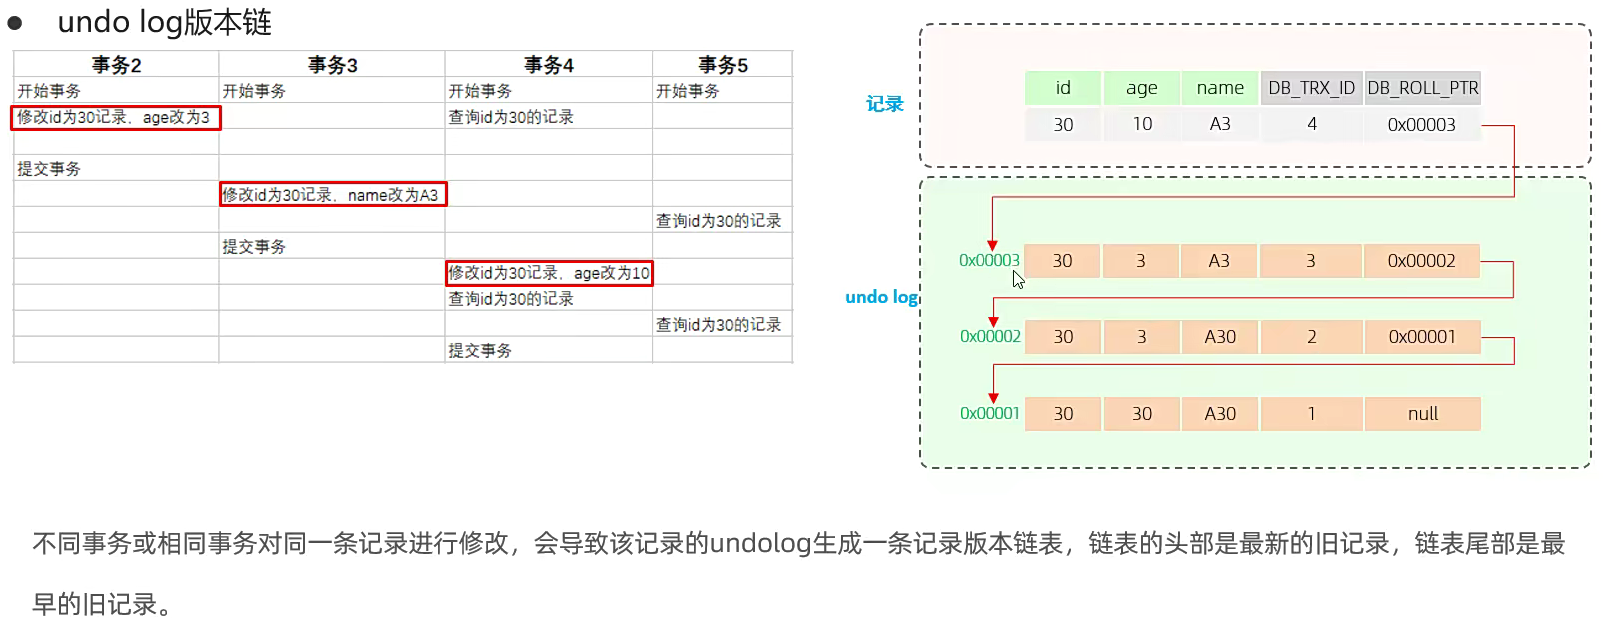 ● undo log版本链
事务2 事务3 事务4 事务5
开始事务 开始事务 开始事务 开始事务
修改id为30记录，age改为3 查询id为30的记录
提交事务
修改id为30记录，name改为A3
查询id为30的记录
提交事务
修改id为30记录，age改为10
查询id为30的记录
查询id为30的记录
提交事务
记录
id age name DB_TRX_ID DB_ROLL_PTR
30 10 A3 4 0x00003
undo log
0x00003 30 3 A3 3 0x00002
0x00002 30 3 A30 2 0x00001
0x00001 30 30 A30 1 null
不同事务或相同事务对同一条记录进行修改，会导致该记录的undolog生成一条记录版本链表，链表的头部是最新的旧记录，链表尾部是最
早的旧记录。